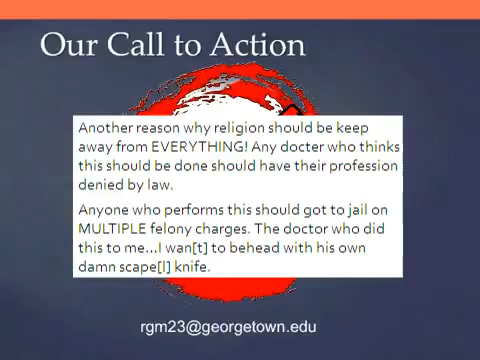 Our Call to Action
Another reason why religion should be keep
away from EVERYTHING! Any docter who thinks
this should be done should have their profession
denied by law.
Anyone who performs this should got to jail on
MULTIPLE felony charges. The doctor who did
this to me...I wan[t] to behead with his own
damn scape[l] knife.
rgm23@georgetown.edu